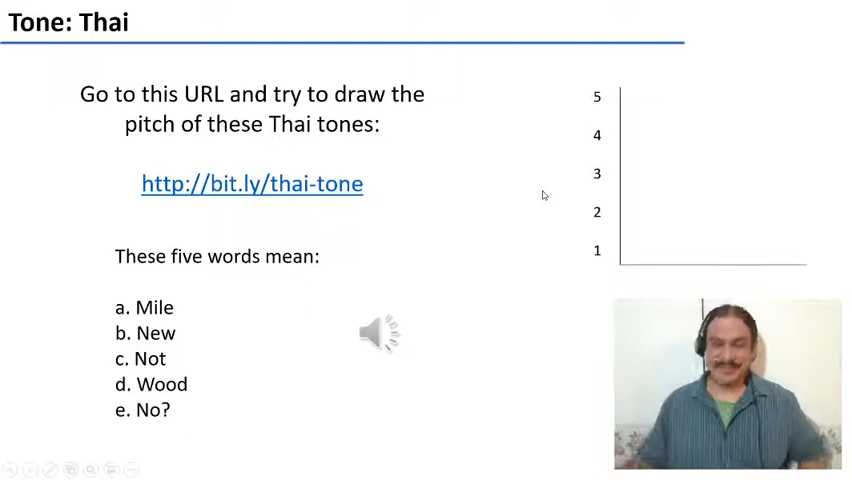 Tone: Thai
Go to this URL and try to draw the
pitch of these Thai tones:
http://bit.ly/thai-tone
These five words mean:
a. Mile
b. New
c. Not
d. Wood
e. No?
5
4
3
2
1